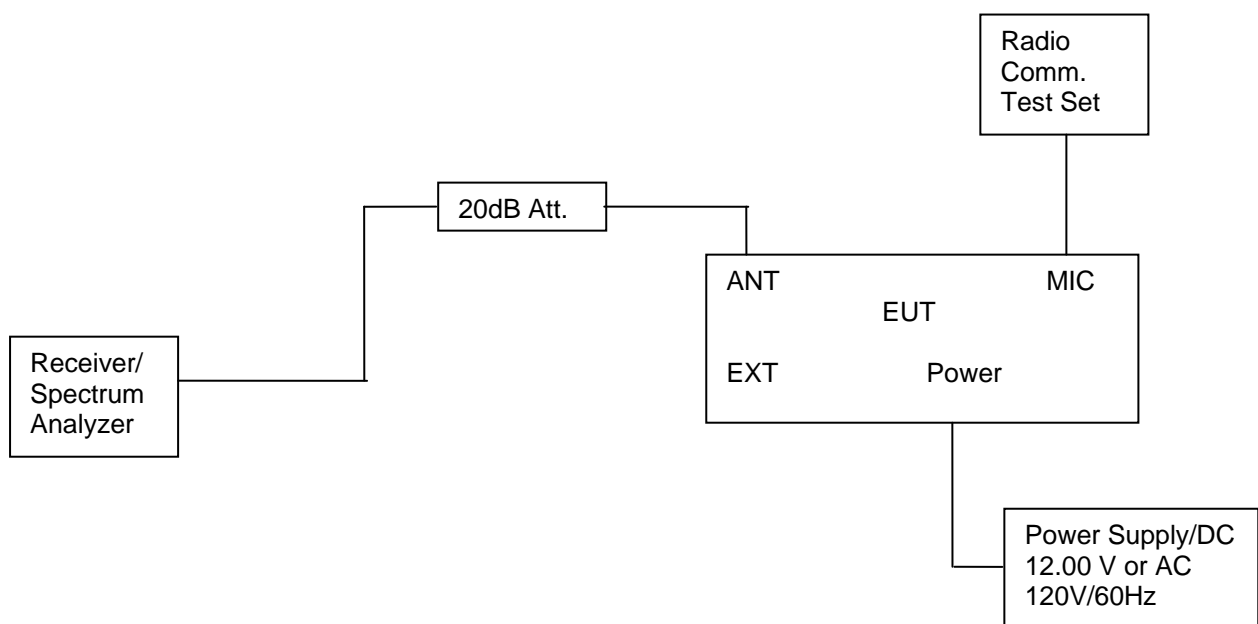 Radio
Comm.
Test Set
20dB Att.
ANT
MIC
EUT
EXT
Power
Receiver/
Spectrum
Analyzer
Power Supply/DC
12.00 V or AC
120V/60Hz